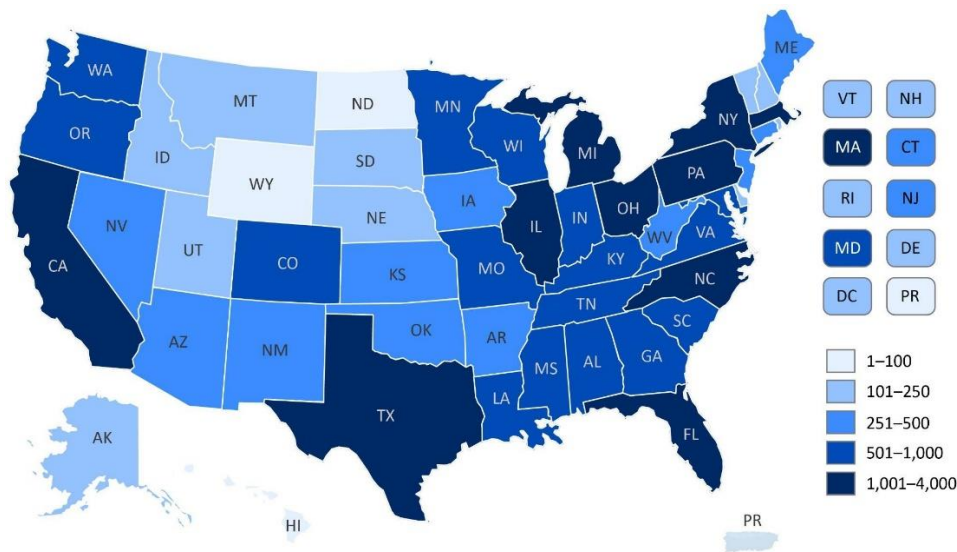 ME
WA
MT
ND
MN
VT NH
OR
NY
ID
SD
WI
MI
MA CT
WY
PA
IA
NE
RI NJ
NV
OH
IL IN
UT
WV VA
CA
CO
MD DE
KS
MO
KY
NC
DC PR
TN
OK
AZ
NM
AR
SC
MS AL GA
1–100
LA
101–250
TX
251–500
FL
AK
501–1,000
1,001–4,000
HI
PR